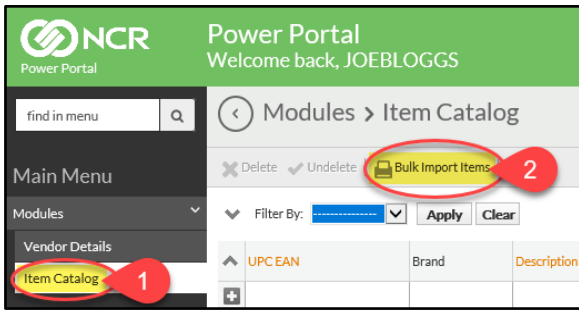 NCR
Power Portal
Power Portal
Welcome back, JOEBLOGGS
find in menu
Modules > Item Catalog
Main Menu
Delete Undelete Bulk Import Items 2
Modules
Filter By: --------------- Apply Clear
Vendor Details
Item Catalog 1
UPC EAN Brand Description